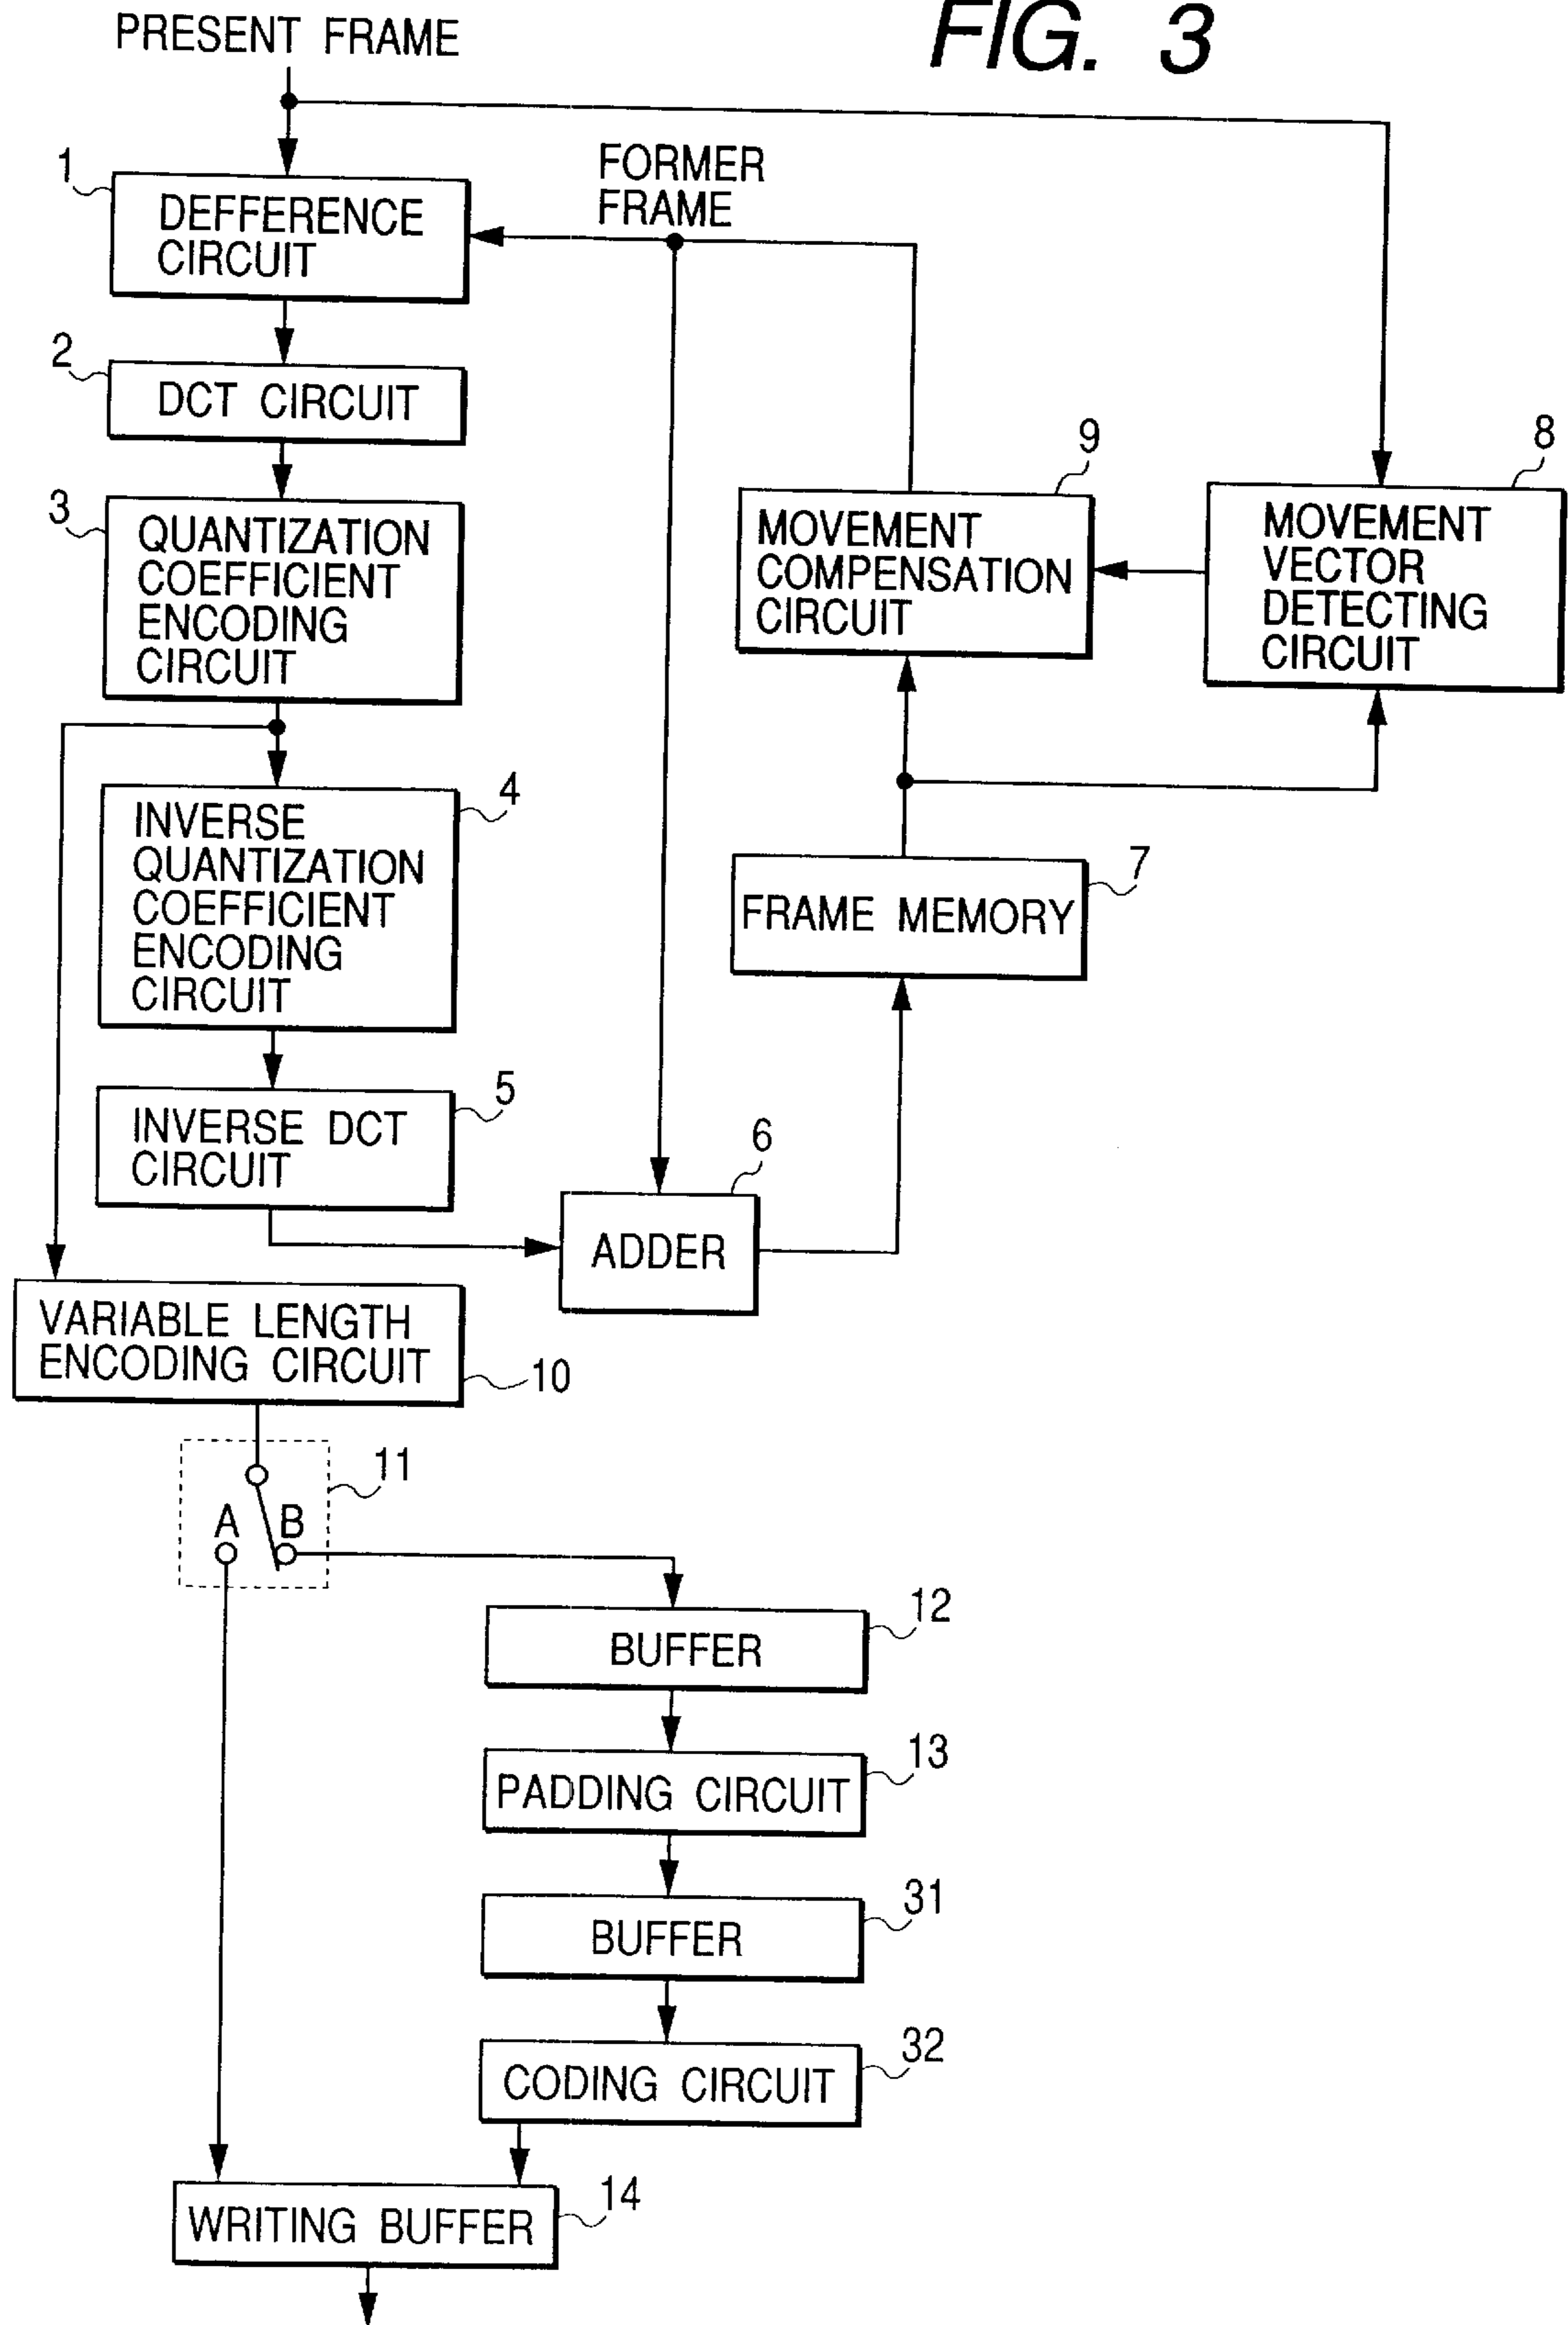 FIG. 3
PRESENT FRAME
FORMER
FRAME
1
DEFFERENCE
CIRCUIT
2
DCT CIRCUIT
3
QUANTIZATION
COEFFICIENT
ENCODING
CIRCUIT
9
MOVEMENT
COMPENSATION
CIRCUIT
8
MOVEMENT
VECTOR
DETECTING
CIRCUIT
4
INVERSE
QUANTIZATION
COEFFICIENT
ENCODING
CIRCUIT
7
FRAME MEMORY
5
INVERSE DCT
CIRCUIT
6
ADDER
VARIABLE LENGTH
ENCODING CIRCUIT
10
11
A B
12
BUFFER
13
PADDING CIRCUIT
31
BUFFER
32
CODING CIRCUIT
14
WRITING BUFFER